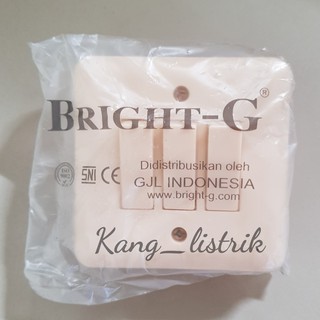 BRIGHT-G®
SNI CE
Didistribusikan oleh
GJL INDONESIA
www.bright-g.com
Kang_listrik